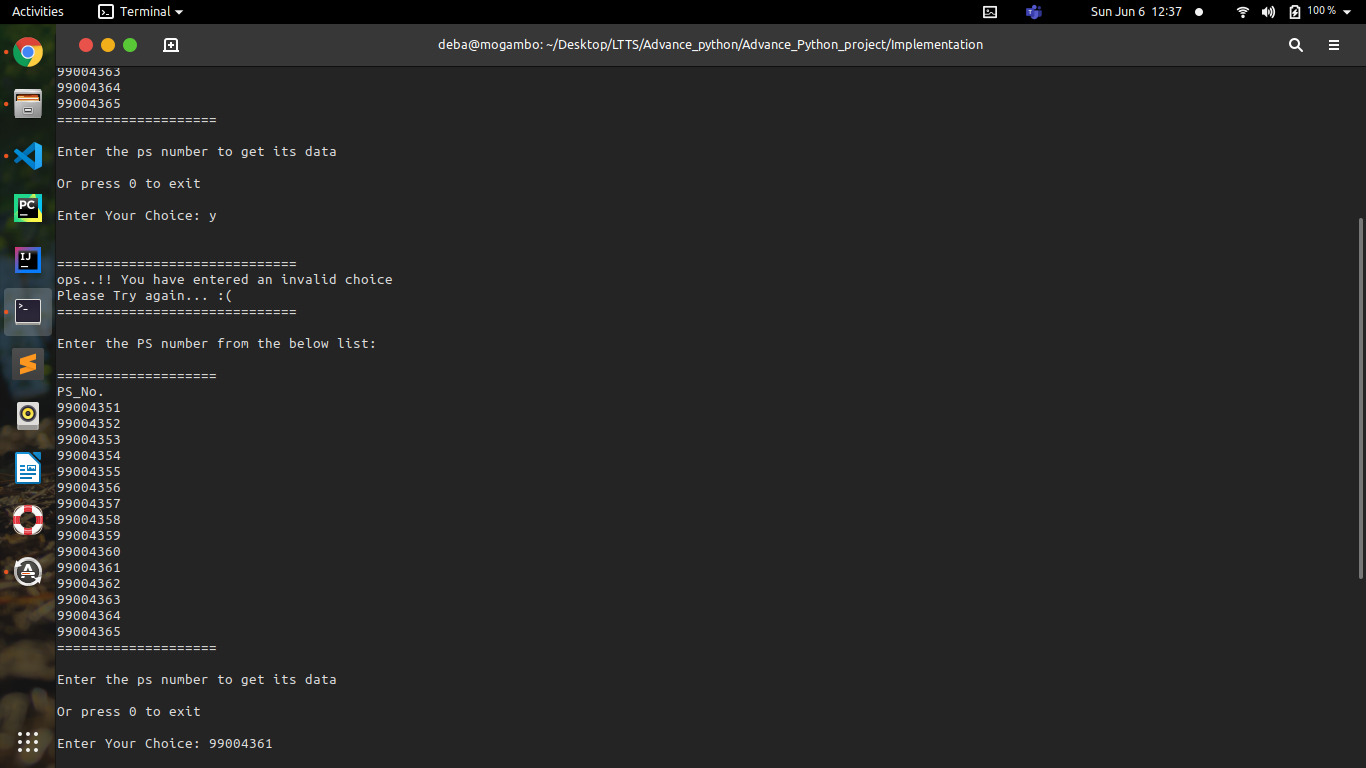 Activities
Terminal
Sun Jun 6 12:37
100 %
deba@mogambo: ~/Desktop/LTTS/Advance_python/Advance_Python_project/Implementation
99004363
99004364
99004365
====================
Enter the ps number to get its data
Or press 0 to exit
Enter Your Choice: y
==============================
ops..!! You have entered an invalid choice
Please Try again... :(
==============================
Enter the PS number from the below list:
====================
PS_No.
99004351
99004352
99004353
99004354
99004355
99004356
99004357
99004358
99004359
99004360
99004361
99004362
99004363
99004364
99004365
====================
Enter the ps number to get its data
Or press 0 to exit
Enter Your Choice: 99004361
PC
IJ